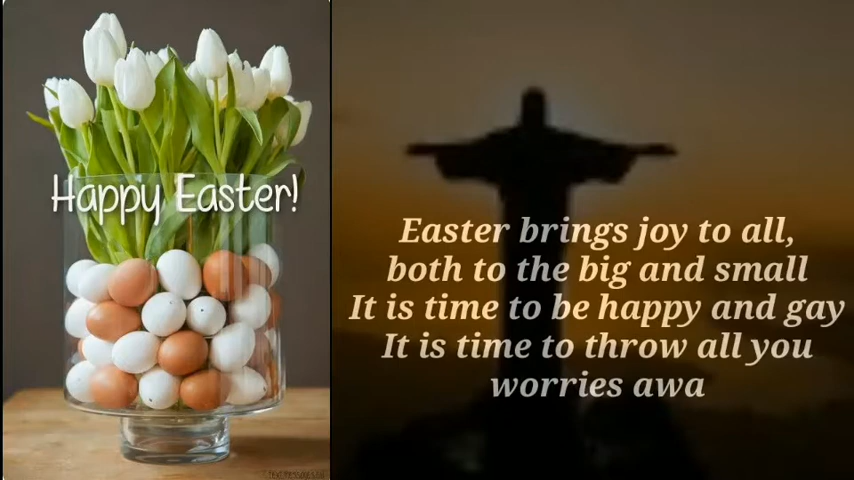 Happy Easter!
Easter brings joy to all,
both to the big and small
It is time to be happy and gay
It is time to throw all you
worries awa